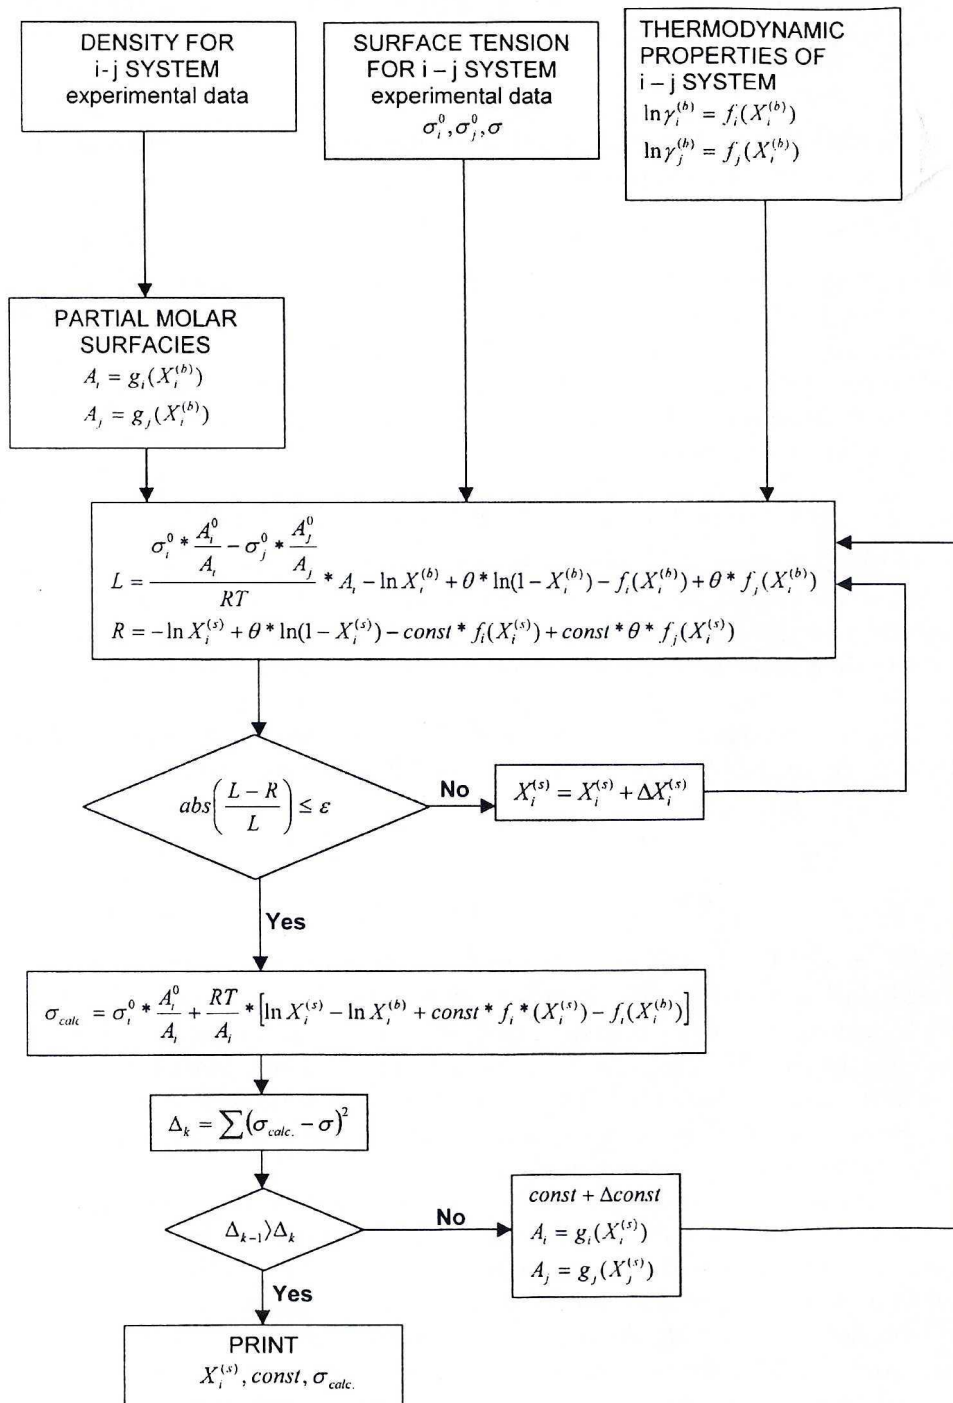 DENSITY FOR
i-j SYSTEM
experimental data
SURFACE TENSION
FOR i – j SYSTEM
experimental data
σ_i^0, σ_j^0, σ
THERMODYNAMIC
PROPERTIES OF
i – j SYSTEM
ln γ_i^(b) = f_i(X_i^(b))
ln γ_j^(b) = f_j(X_i^(b))
PARTIAL MOLAR
SURFACIES
A_i = g_i(X_i^(b))
A_j = g_j(X_i^(b))
L = (σ_i^0 * A_i^0/A_i − σ_j^0 * A_j^0/A_j)/RT * A_i − ln X_i^(b) + θ * ln(1 − X_i^(b)) − f_i(X_i^(b)) + θ * f_j(X_i^(b))
R = −ln X_i^(s) + θ * ln(1 − X_i^(s)) − const * f_i(X_i^(s)) + const * θ * f_j(X_i^(s))
abs((L − R)/L) ≤ ε
No
X_i^(s) = X_i^(s) + ΔX_i^(s)
Yes
σ_calc = σ_i^0 * A_i^0/A_i + RT/A_i * [ln X_i^(s) − ln X_i^(b) + const * f_i * (X_i^(s)) − f_i(X_i^(b))]
Δ_k = ∑(σ_calc. − σ)^2
Δ_k−1⟩Δ_k
No
const + Δconst
A_i = g_i(X_i^(s))
A_j = g_j(X_j^(s))
Yes
PRINT
X_i^(s), const, σ_calc.